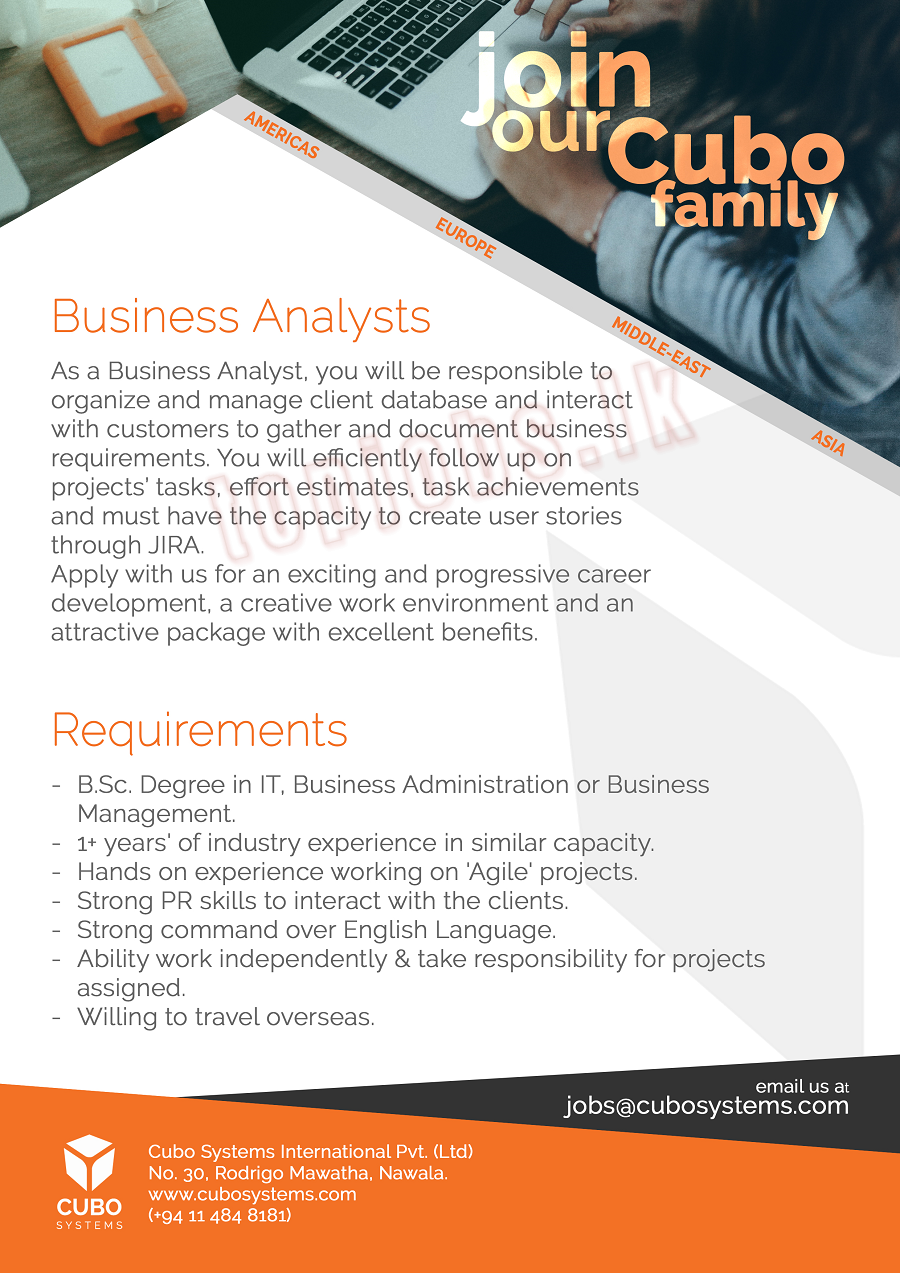 join
our Cubo
family
AMERICAS
EUROPE
MIDDLE-EAST
ASIA
Business Analysts
As a Business Analyst, you will be responsible to
organize and manage client database and interact
with customers to gather and document business
requirements. You will efficiently follow up on
projects' tasks, effort estimates, task achievements
and must have the capacity to create user stories
through JIRA.
Apply with us for an exciting and progressive career
development, a creative work environment and an
attractive package with excellent benefits.
topjobs.lk
Requirements
- B.Sc. Degree in IT, Business Administration or Business
Management.
- 1+ years' of industry experience in similar capacity.
- Hands on experience working on 'Agile' projects.
- Strong PR skills to interact with the clients.
- Strong command over English Language.
- Ability work independently & take responsibility for projects
assigned.
- Willing to travel overseas.
email us at
jobs@cubosystems.com
CUBO
SYSTEMS
Cubo Systems International Pvt. (Ltd)
No. 30, Rodrigo Mawatha, Nawala.
www.cubosystems.com
(+94 11 484 8181)